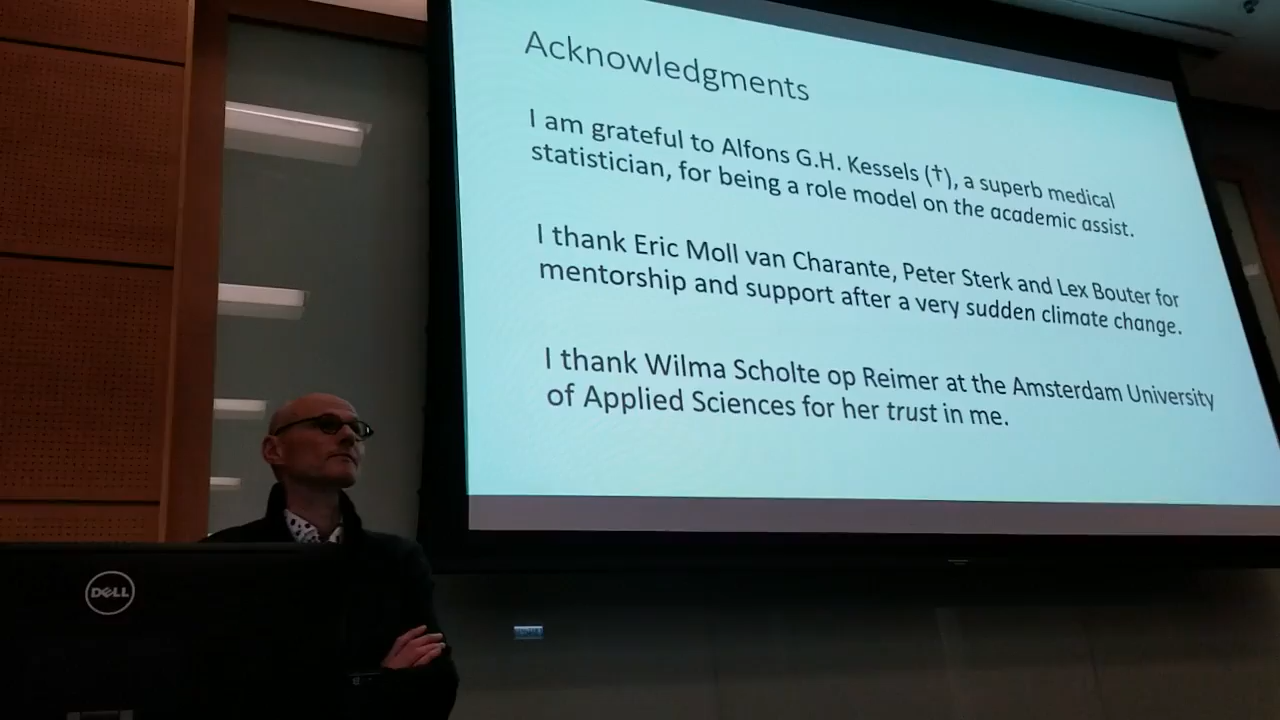 Acknowledgments
I am grateful to Alfons G.H. Kessels (†), a superb medical
statistician, for being a role model on the academic assist.
I thank Eric Moll van Charante, Peter Sterk and Lex Bouter for
mentorship and support after a very sudden climate change.
I thank Wilma Scholte op Reimer at the Amsterdam University
of Applied Sciences for her trust in me.
DELL